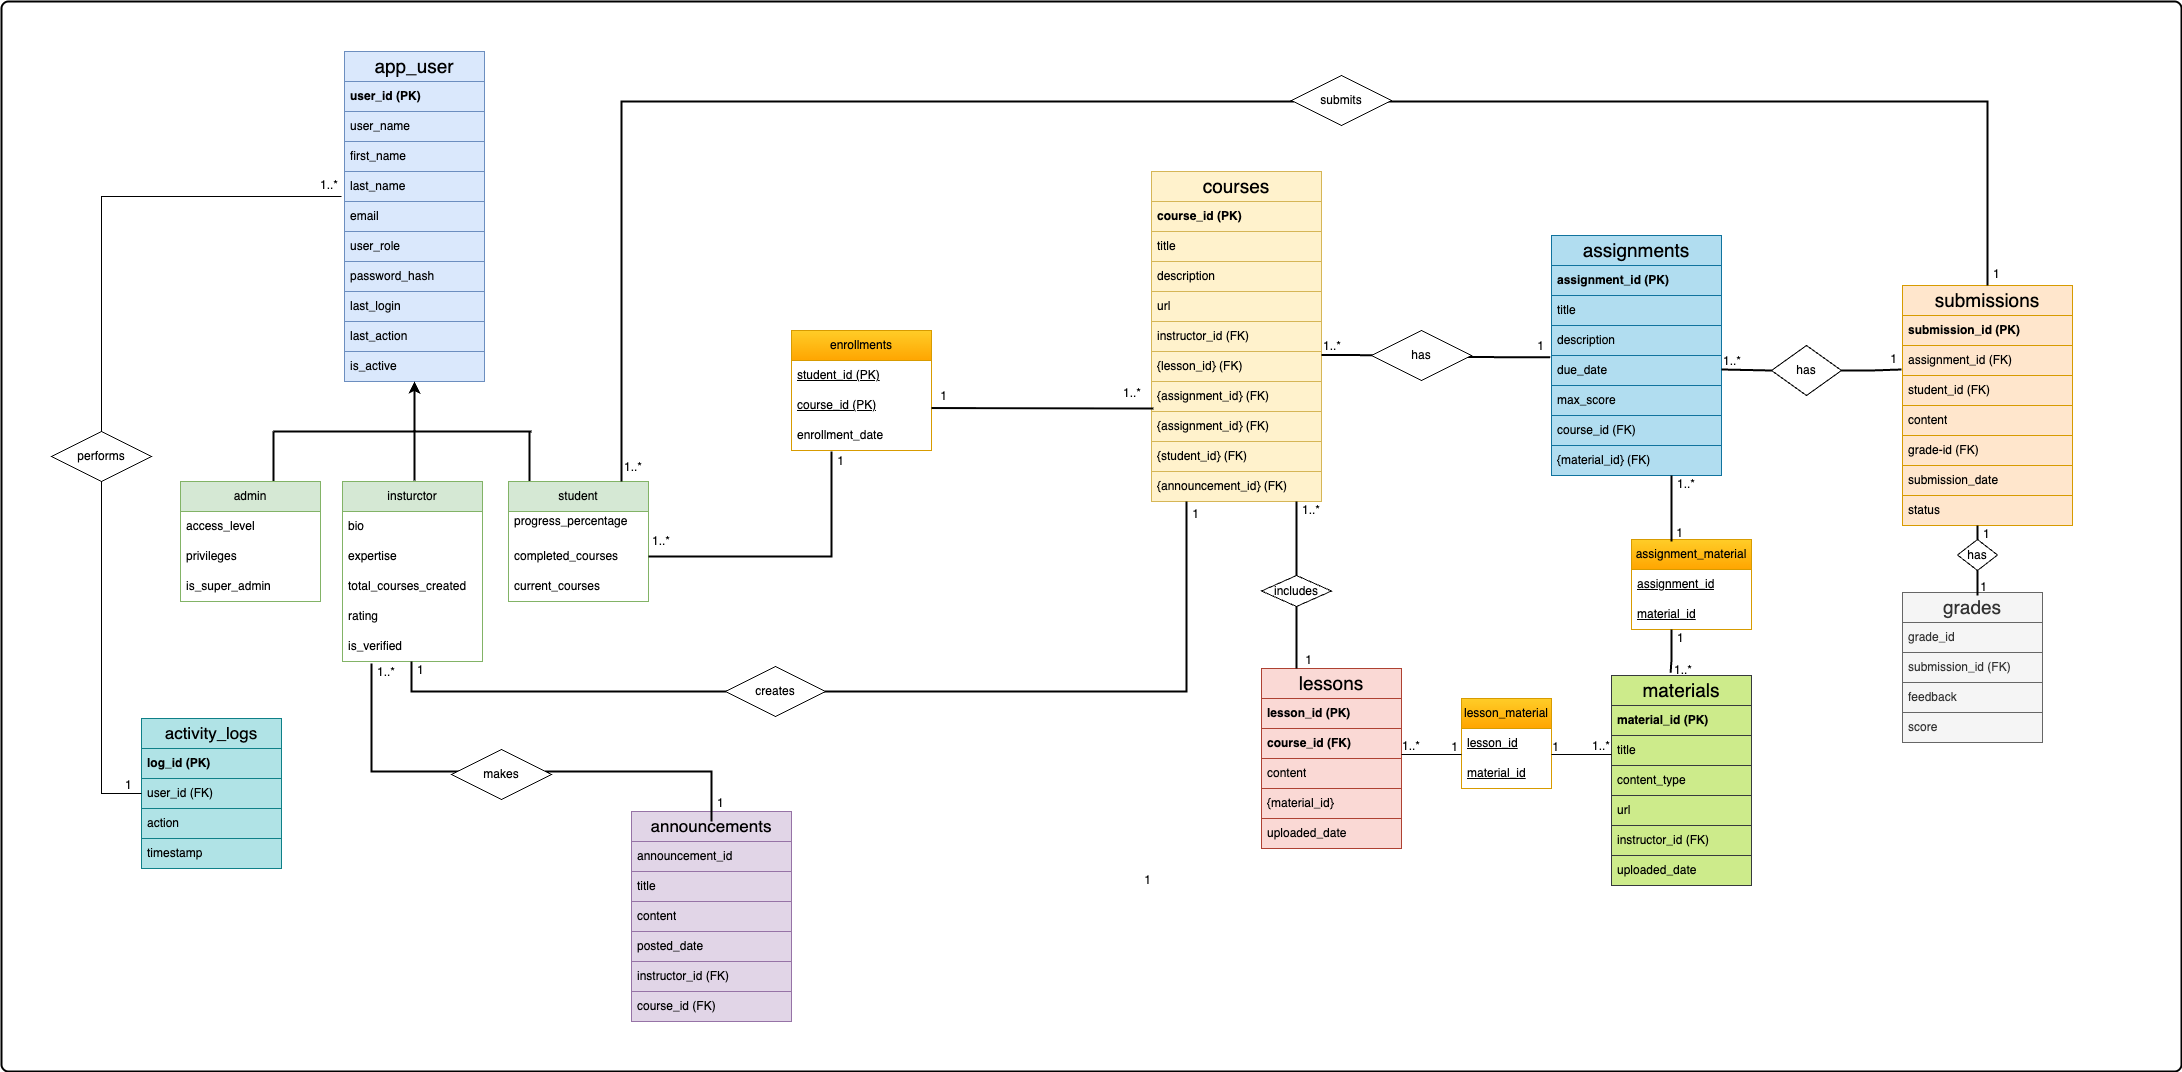 app_user
user_id (PK)
user_name
first_name
1..*
last_name
email
user_role
password_hash
last_login
last_action
is_active
performs
admin
access_level
privileges
is_super_admin
insturctor
bio
expertise
total_courses_created
rating
is_verified
1..*
1
1..*
student
progress_percentage
completed_courses
current_courses
1..*
submits
enrollments
student_id (PK)
course_id (PK)
enrollment_date
1
1
1..*
courses
course_id (PK)
title
description
url
instructor_id (FK)
{lesson_id} (FK)
{assignment_id} (FK)
{assignment_id} (FK)
{student_id} (FK)
{announcement_id} (FK)
1
1..*
1..*
has
1
assignments
assignment_id (PK)
title
description
due_date
max_score
course_id (FK)
{material_id} (FK)
1..*
1..*
has
1
1
submissions
submission_id (PK)
assignment_id (FK)
student_id (FK)
content
grade-id (FK)
submission_date
status
1
has
1
grades
grade_id
submission_id (FK)
feedback
score
1
assignment_material
assignment_id
material_id
1
1..*
includes
1
lessons
lesson_id (PK)
course_id (FK)
content
{material_id}
uploaded_date
1..*
1
lesson_material
lesson_id
material_id
1
1..*
materials
material_id (PK)
title
content_type
url
instructor_id (FK)
uploaded_date
creates
makes
1
activity_logs
log_id (PK)
user_id (FK)
action
timestamp
1
announcements
announcement_id
title
content
posted_date
instructor_id (FK)
course_id (FK)
1